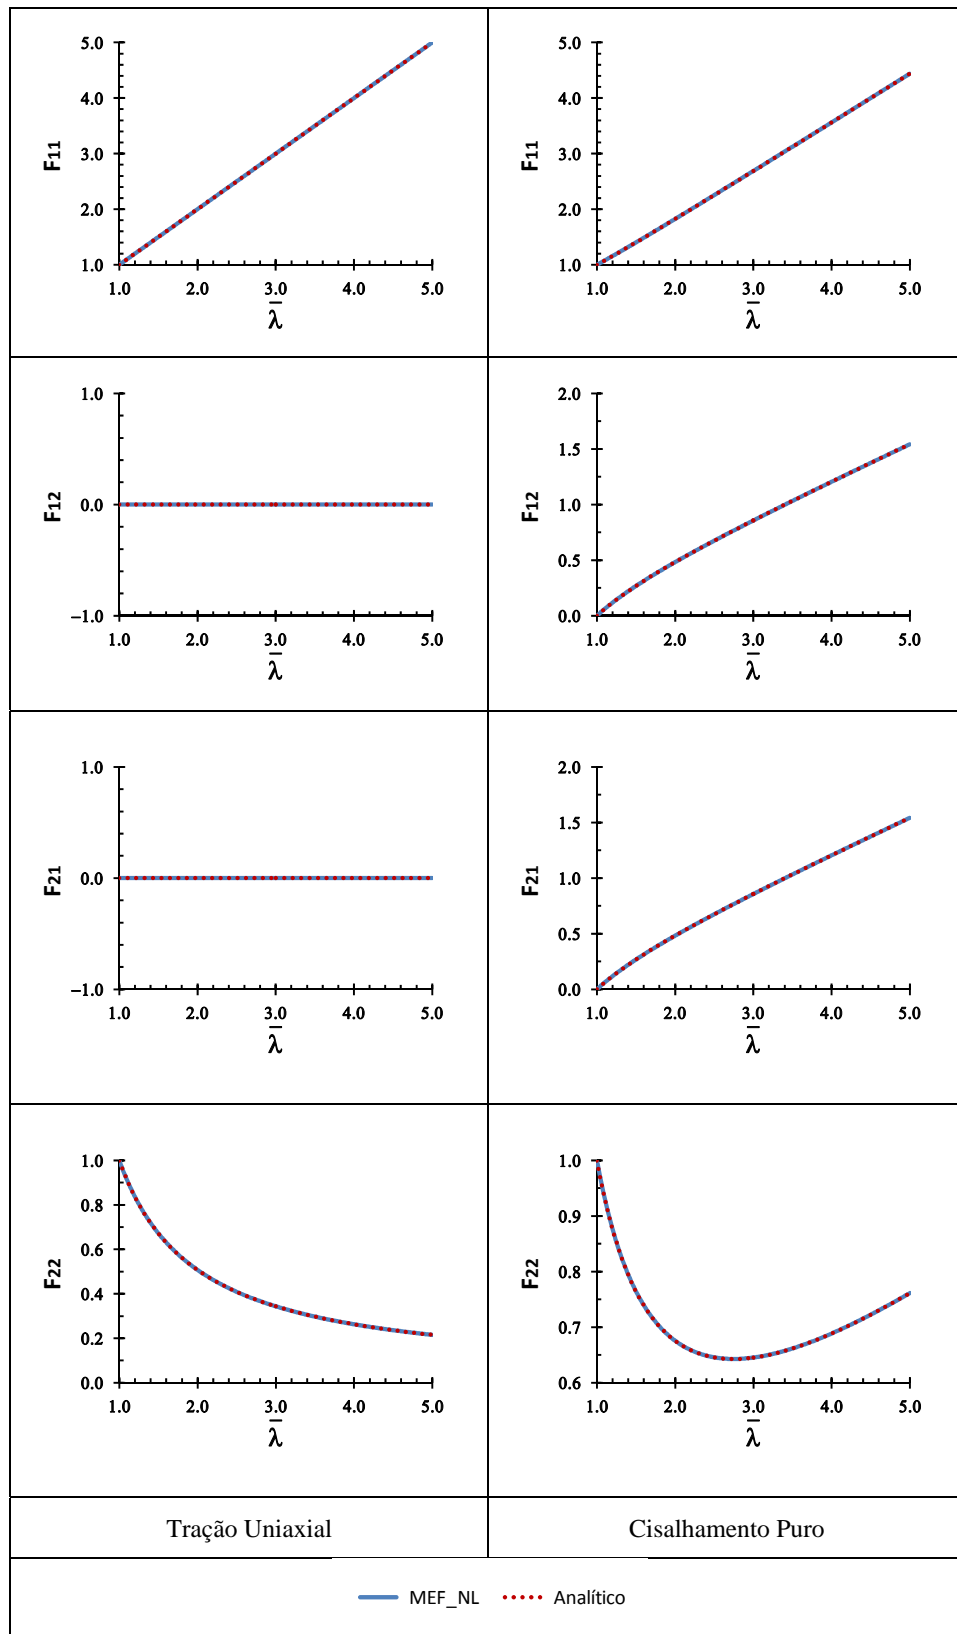 5.0
4.0
3.0
2.0
1.0
F11
1.0 2.0 3.0 4.0 5.0
λ̄
5.0
4.0
3.0
2.0
1.0
F11
1.0 2.0 3.0 4.0 5.0
λ̄
1.0
0.0
−1.0
F12
1.0 2.0 3.0 4.0 5.0
λ̄
2.0
1.5
1.0
0.5
0.0
F12
1.0 2.0 3.0 4.0 5.0
λ̄
1.0
0.0
−1.0
F21
1.0 2.0 3.0 4.0 5.0
λ̄
2.0
1.5
1.0
0.5
0.0
F21
1.0 2.0 3.0 4.0 5.0
λ̄
1.0
0.8
0.6
0.4
0.2
0.0
F22
1.0 2.0 3.0 4.0 5.0
λ̄
1.0
0.9
0.8
0.7
0.6
F22
1.0 2.0 3.0 4.0 5.0
λ̄
Tração Uniaxial
Cisalhamento Puro
MEF_NL Analítico